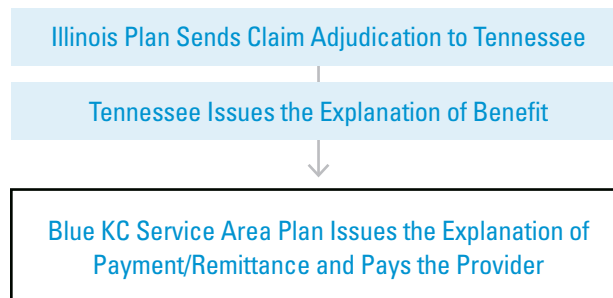 Illinois Plan Sends Claim Adjudication to Tennessee
Tennessee Issues the Explanation of Benefit
Blue KC Service Area Plan Issues the Explanation of
Payment/Remittance and Pays the Provider